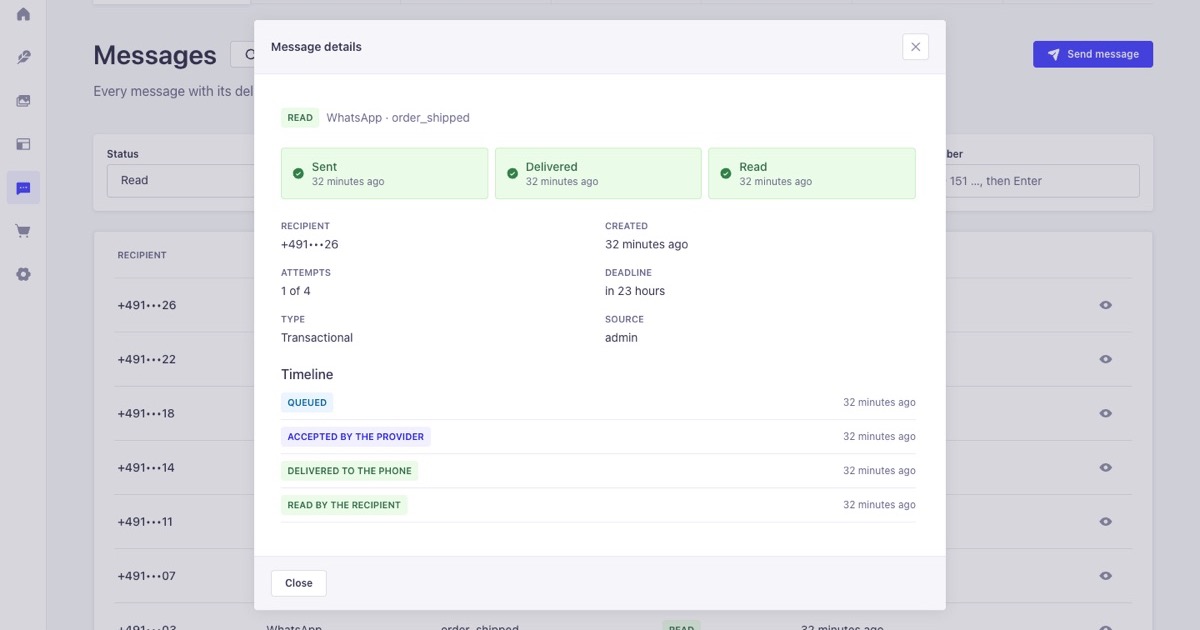 Messages
Send message
Every message with its del
Status
Read
ber
151 ..., then Enter
RECIPIENT
+491•••26
+491•••22
+491•••18
+491•••14
+491•••11
+491•••07
+491•••03 WhatsApp order_shipped READ 32 minutes ago
Message details
READ WhatsApp · order_shipped
Sent
32 minutes ago
Delivered
32 minutes ago
Read
32 minutes ago
RECIPIENT
+491•••26
CREATED
32 minutes ago
ATTEMPTS
1 of 4
DEADLINE
in 23 hours
TYPE
Transactional
SOURCE
admin
Timeline
QUEUED 32 minutes ago
ACCEPTED BY THE PROVIDER 32 minutes ago
DELIVERED TO THE PHONE 32 minutes ago
READ BY THE RECIPIENT 32 minutes ago
Close